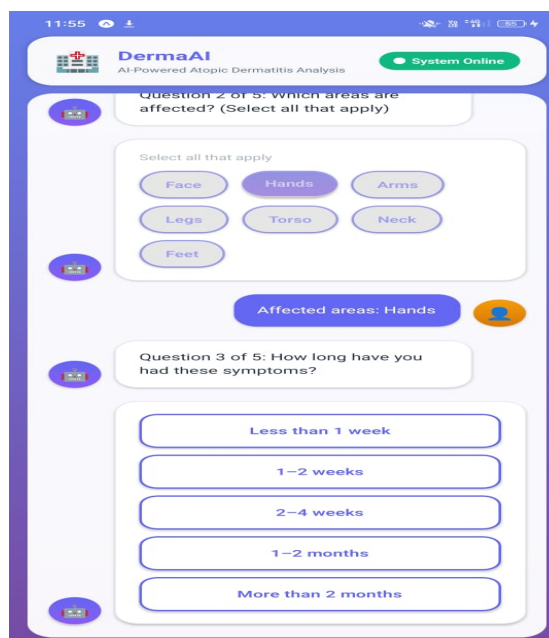 11:55
55
DermaAI
AI-Powered Atopic Dermatitis Analysis
System Online
Question 2 of 5: Which areas are
affected? (Select all that apply)
Select all that apply
Face Hands Arms
Legs Torso Neck
Feet
Affected areas: Hands
Question 3 of 5: How long have you
had these symptoms?
Less than 1 week
1–2 weeks
2–4 weeks
1–2 months
More than 2 months